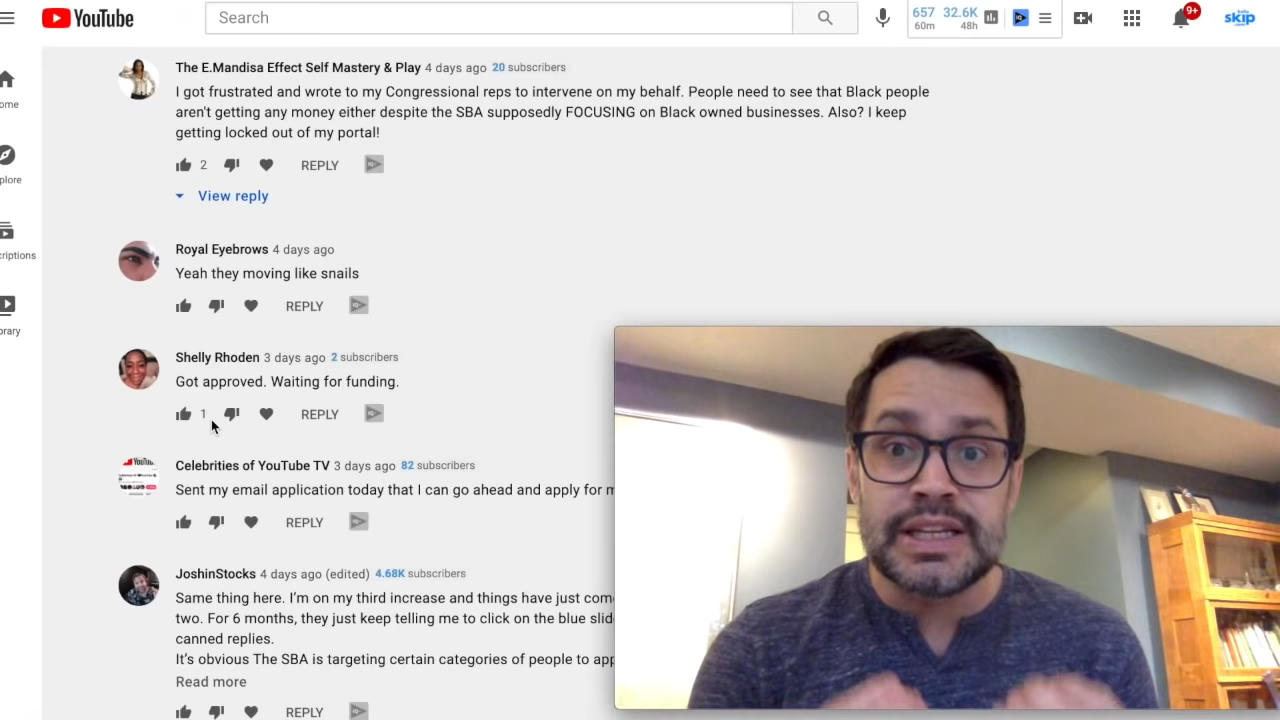 YouTube
Search
657 32.6K
60m 48h
9+
skip
ome
The E.Mandisa Effect Self Mastery & Play 4 days ago 20 subscribers
I got frustrated and wrote to my Congressional reps to intervene on my behalf. People need to see that Black people
aren't getting any money either despite the SBA supposedly FOCUSING on Black owned businesses. Also? I keep
getting locked out of my portal!
plore
2 REPLY
View reply
criptions
Royal Eyebrows 4 days ago
Yeah they moving like snails
REPLY
brary
Shelly Rhoden 3 days ago 2 subscribers
Got approved. Waiting for funding.
1 REPLY
Celebrities of YouTube TV 3 days ago 82 subscribers
Sent my email application today that I can go ahead and apply for m
REPLY
JoshinStocks 4 days ago (edited) 4.68K subscribers
Same thing here. I'm on my third increase and things have just com
two. For 6 months, they just keep telling me to click on the blue slid
canned replies.
It's obvious The SBA is targeting certain categories of people to app
Read more
REPLY